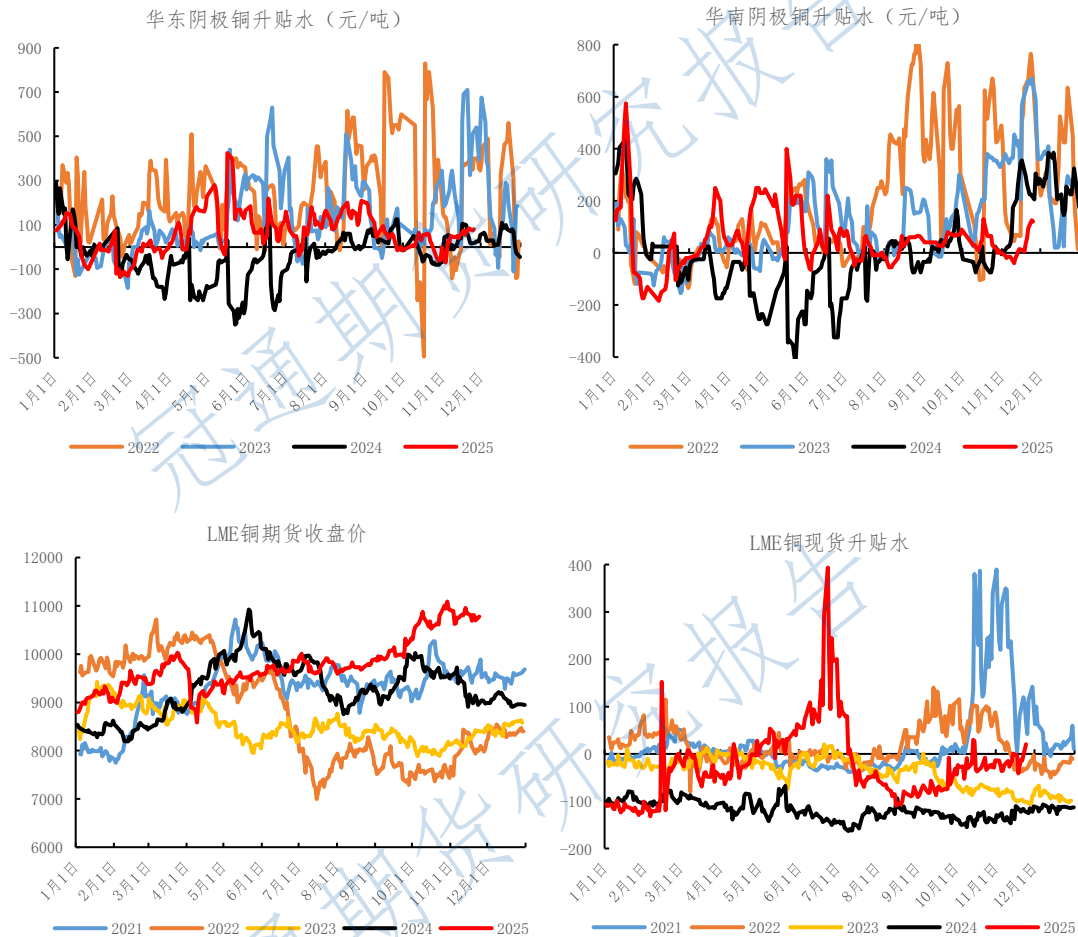 华东阴极铜升贴水（元/吨）
900
700
500
300
100
-100
-300
-500
1月1日
2月1日
3月1日
4月1日
5月1日
6月1日
7月1日
8月1日
9月1日
10月1日
11月1日
12月1日
2022 2023 2024 2025
华南阴极铜升贴水（元/吨）
800
600
400
200
0
-200
-400
1月1日
2月1日
3月1日
4月1日
5月1日
6月1日
7月1日
8月1日
9月1日
10月1日
11月1日
12月1日
2022 2023 2024 2025
LME铜期货收盘价
12000
11000
10000
9000
8000
7000
6000
1月1日
2月1日
3月1日
4月1日
5月1日
6月1日
7月1日
8月1日
9月1日
10月1日
11月1日
12月1日
2021 2022 2023 2024 2025
LME铜现货升贴水
400
300
200
100
0
-100
-200
1月1日
2月1日
3月1日
4月1日
5月1日
6月1日
7月1日
8月1日
9月1日
10月1日
11月1日
12月1日
2021 2022 2023 2024 2025
冠通期货研究报告
期货研究报告